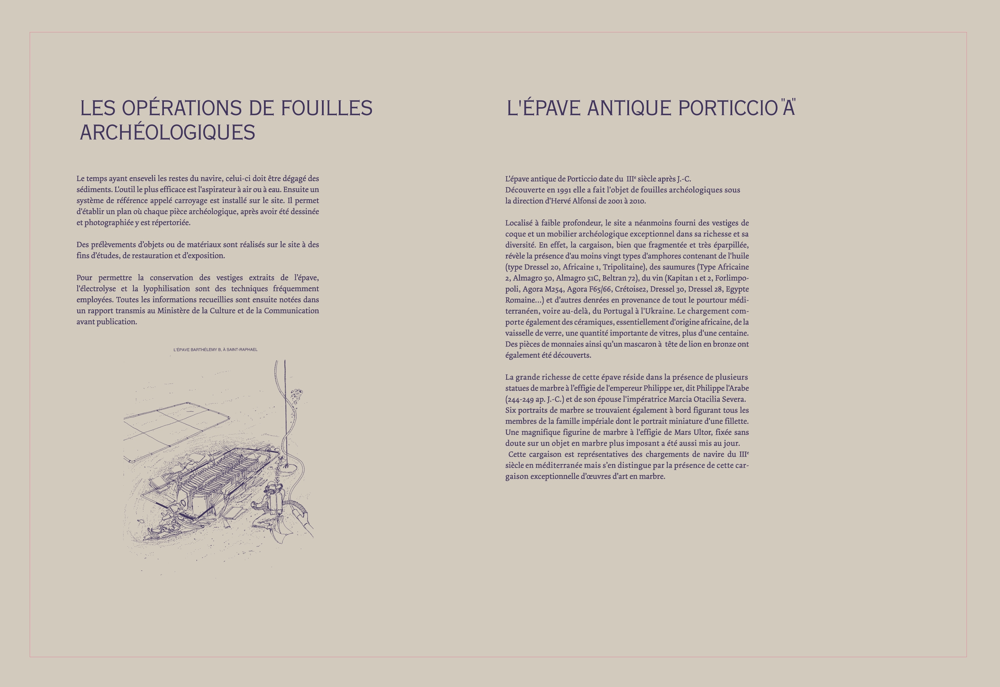 LES OPÉRATIONS DE FOUILLES
ARCHÉOLOGIQUES
Le temps ayant enseveli les restes du navire, celui-ci doit être dégagé des
sédiments. L'outil le plus efficace est l'aspirateur à air ou à eau. Ensuite un
système de référence appelé carroyage est installé sur le site. Il permet
d'établir un plan où chaque pièce archéologique, après avoir été dessinée
et photographiée y est répertoriée.
Des prélèvements d’objets ou de matériaux sont réalisés sur le site à des
fins d’études, de restauration et d’exposition.
Pour permettre la conservation des vestiges extraits de l’épave,
l'électrolyse et la lyophilisation sont des techniques fréquemment
employées. Toutes les informations recueillies sont ensuite notées dans
un rapport transmis au Ministère de la Culture et de la Communication
avant publication.
L'ÉPAVE BARTHÉLEMY B, À SAINT-RAPHAEL
L'ÉPAVE ANTIQUE PORTICCIO "A"
L'épave antique de Porticcio date du IIIe siècle après J.-C.
Découverte en 1991 elle a fait l'objet de fouilles archéologiques sous
la direction d'Hervé Alfonsi de 2001 à 2010.
Localisé à faible profondeur, le site a néanmoins fourni des vestiges de
coque et un mobilier archéologique exceptionnel dans sa richesse et sa
diversité. En effet, la cargaison, bien que fragmentée et très éparpillée,
révèle la présence d'au moins vingt types d'amphores contenant de l'huile
(type Dressel 20, Africaine 1, Tripolitaine), des saumures (Type Africaine
2, Almagro 50, Almagro 51C, Beltran 72), du vin (Kapitan 1 et 2, Forlimpo-
poli, Agora M254, Agora F65/66, Crétoise2, Dressel 30, Dressel 28, Egypte
Romaine...) et d’autres denrées en provenance de tout le pourtour médi-
terranéen, voire au-delà, du Portugal à l'Ukraine. Le chargement com-
porte également des céramiques, essentiellement d'origine africaine, de la
vaisselle de verre, une quantité importante de vitres, plus d'une centaine.
Des pièces de monnaies ainsi qu’un mascaron à tête de lion en bronze ont
également été découverts.
La grande richesse de cette épave réside dans la présence de plusieurs
statues de marbre à l’effigie de l'empereur Philippe 1er, dit Philippe l'Arabe
(244-249 ap. J.-C.) et de son épouse l'impératrice Marcia Otacilia Severa.
Six portraits de marbre se trouvaient également à bord figurant tous les
membres de la famille impériale dont le portrait miniature d'une fillette.
Une magnifique figurine de marbre à l'effigie de Mars Ultor, fixée sans
doute sur un objet en marbre plus imposant a été aussi mis au jour.
Cette cargaison est représentatives des chargements de navire du IIIe
siècle en méditerranée mais s’en distingue par la présence de cette car-
gaison exceptionnelle d’œuvres d’art en marbre.